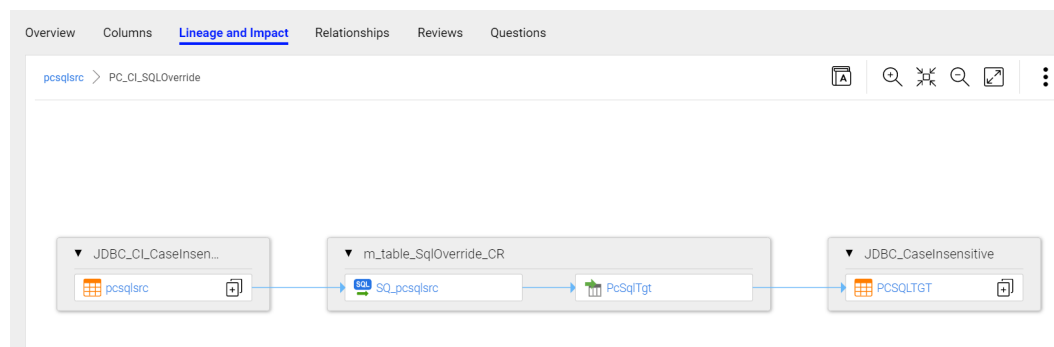 Overview Columns Lineage and Impact Relationships Reviews Questions
pcsqlsrc > PC_CI_SQLOverride
A
JDBC_CI_CaseInsen... m_table_SqlOverride_CR JDBC_CaseInsensitive
pcsqlsrc SQL SQ_pcsqlsrc PcSqlTgt PCSQLTGT